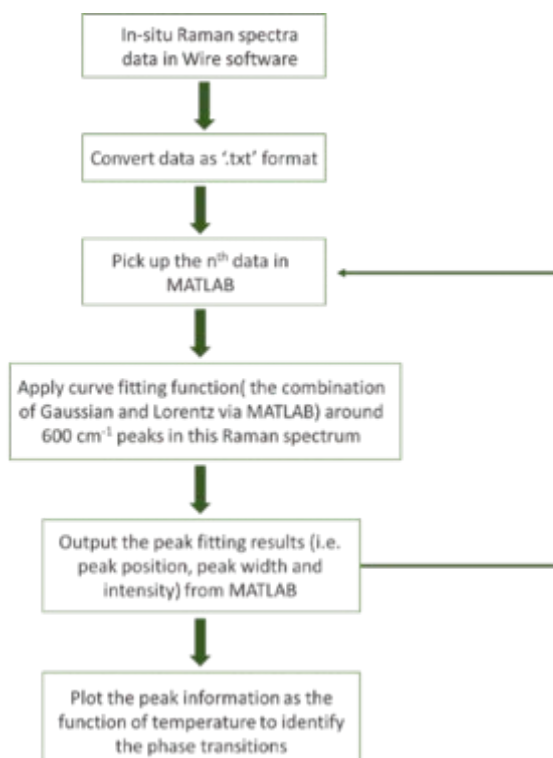 In-situ Raman spectra
data in Wire software
Convert data as '.txt' format
Pick up the nᵗʰ data in
MATLAB
Apply curve fitting function( the combination
of Gaussian and Lorentz via MATLAB) around
600 cm⁻¹ peaks in this Raman spectrum
Output the peak fitting results (i.e.
peak position, peak width and
intensity) from MATLAB
Plot the peak information as the
function of temperature to identify
the phase transitions